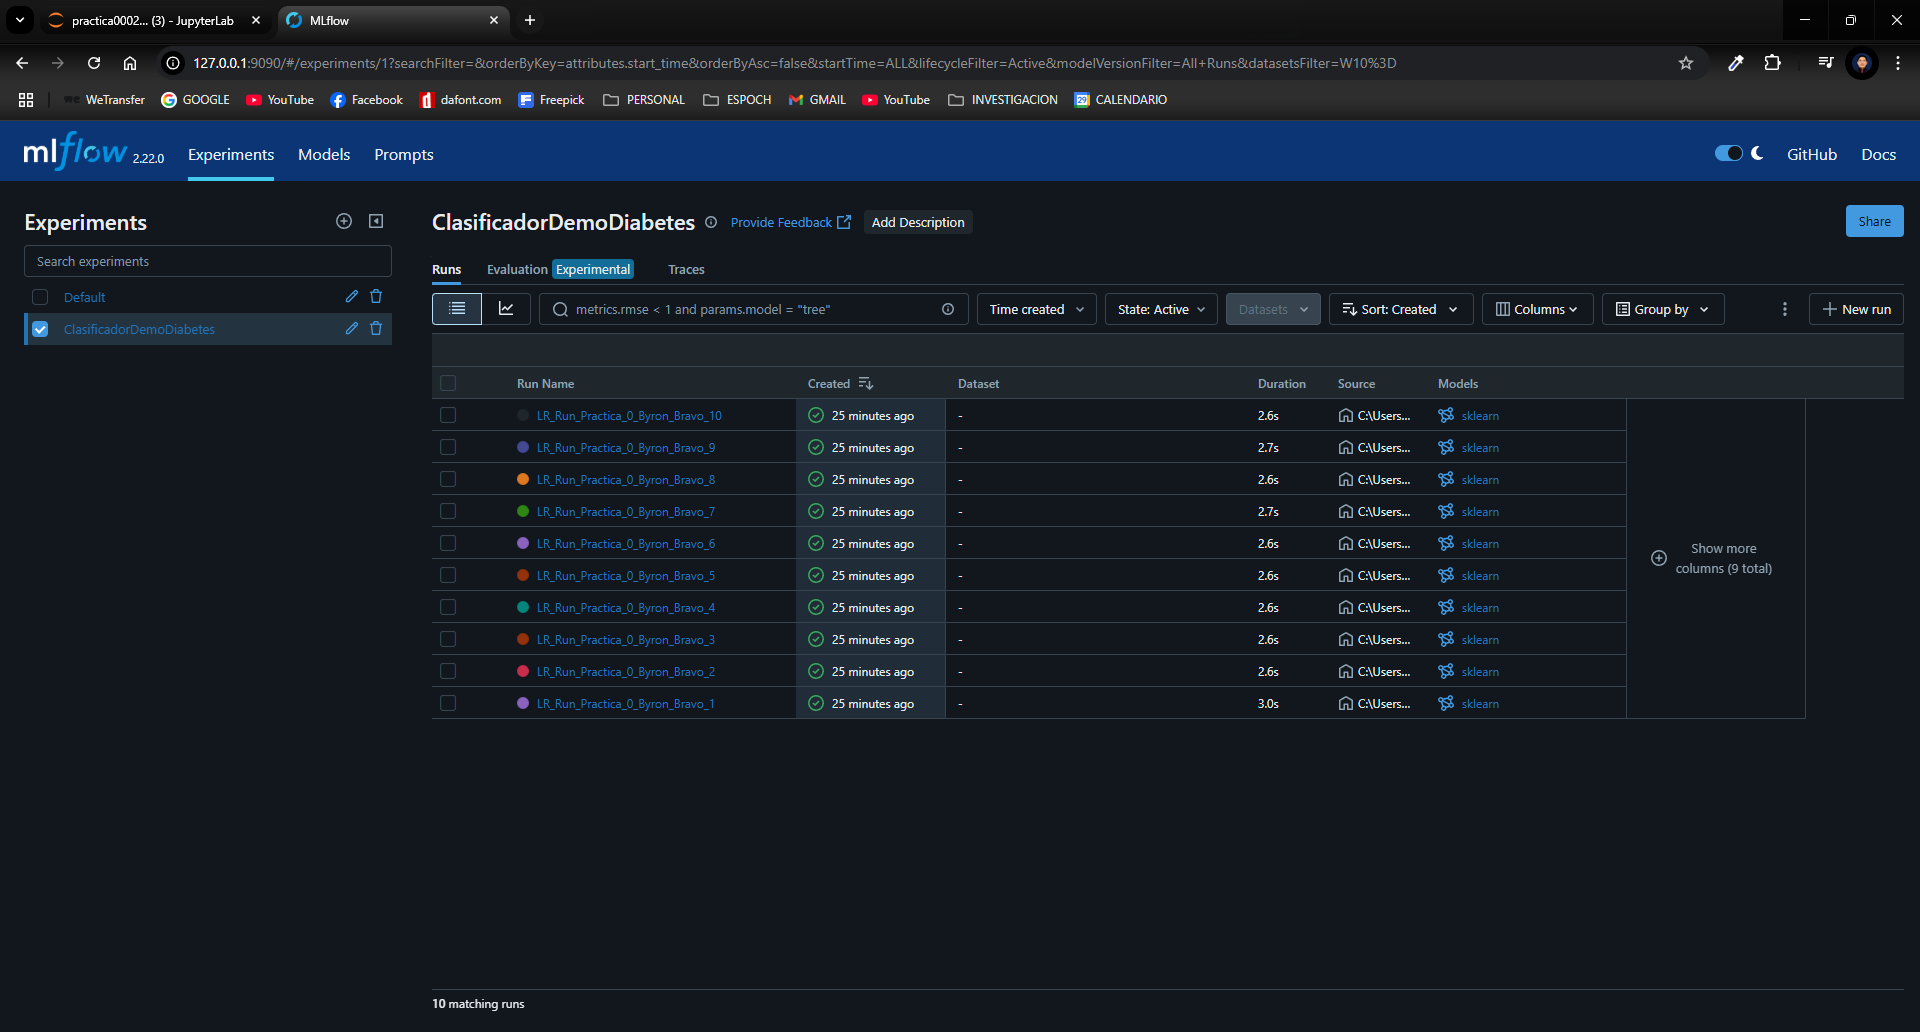 practica0002... (3) - JupyterLab
MLflow
127.0.0.1:9090/#/experiments/1?searchFilter=&orderByKey=attributes.start_time&orderByAsc=false&startTime=ALL&lifecycleFilter=Active&modelVersionFilter=All+Runs&datasetsFilter=W10%3D
we WeTransfer GOOGLE YouTube Facebook dafont.com Freepick PERSONAL ESPOCH GMAIL YouTube INVESTIGACION 29 CALENDARIO
mlflow 2.22.0 Experiments Models Prompts GitHub Docs
Experiments
Search experiments
Default
ClasificadorDemoDiabetes
ClasificadorDemoDiabetes Provide Feedback Add Description Share
Runs Evaluation Experimental Traces
metrics.rmse < 1 and params.model = "tree" Time created State: Active Datasets Sort: Created Columns Group by New run
Run Name Created Dataset Duration Source Models
LR_Run_Practica_0_Byron_Bravo_10 25 minutes ago - 2.6s C:\Users... sklearn
LR_Run_Practica_0_Byron_Bravo_9 25 minutes ago - 2.7s C:\Users... sklearn
LR_Run_Practica_0_Byron_Bravo_8 25 minutes ago - 2.6s C:\Users... sklearn
LR_Run_Practica_0_Byron_Bravo_7 25 minutes ago - 2.7s C:\Users... sklearn
LR_Run_Practica_0_Byron_Bravo_6 25 minutes ago - 2.6s C:\Users... sklearn
LR_Run_Practica_0_Byron_Bravo_5 25 minutes ago - 2.6s C:\Users... sklearn
LR_Run_Practica_0_Byron_Bravo_4 25 minutes ago - 2.6s C:\Users... sklearn
LR_Run_Practica_0_Byron_Bravo_3 25 minutes ago - 2.6s C:\Users... sklearn
LR_Run_Practica_0_Byron_Bravo_2 25 minutes ago - 2.6s C:\Users... sklearn
LR_Run_Practica_0_Byron_Bravo_1 25 minutes ago - 3.0s C:\Users... sklearn
Show more
columns (9 total)
10 matching runs